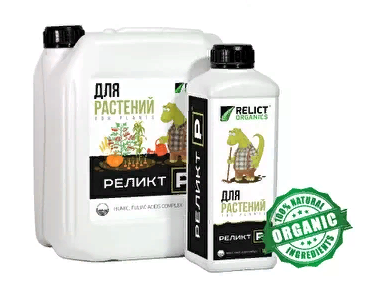 ДЛЯ
РАСТЕНИЙ
FOR PLANTS
РЕЛИКТ Р
HUMIC, FULVIC ACIDS COMPLEX
RELICT
ORGANICS
ДЛЯ
РАСТЕНИЙ
FOR PLANTS
РЕЛИКТ Р
100% NATURAL
ORGANIC
INGREDIENTS